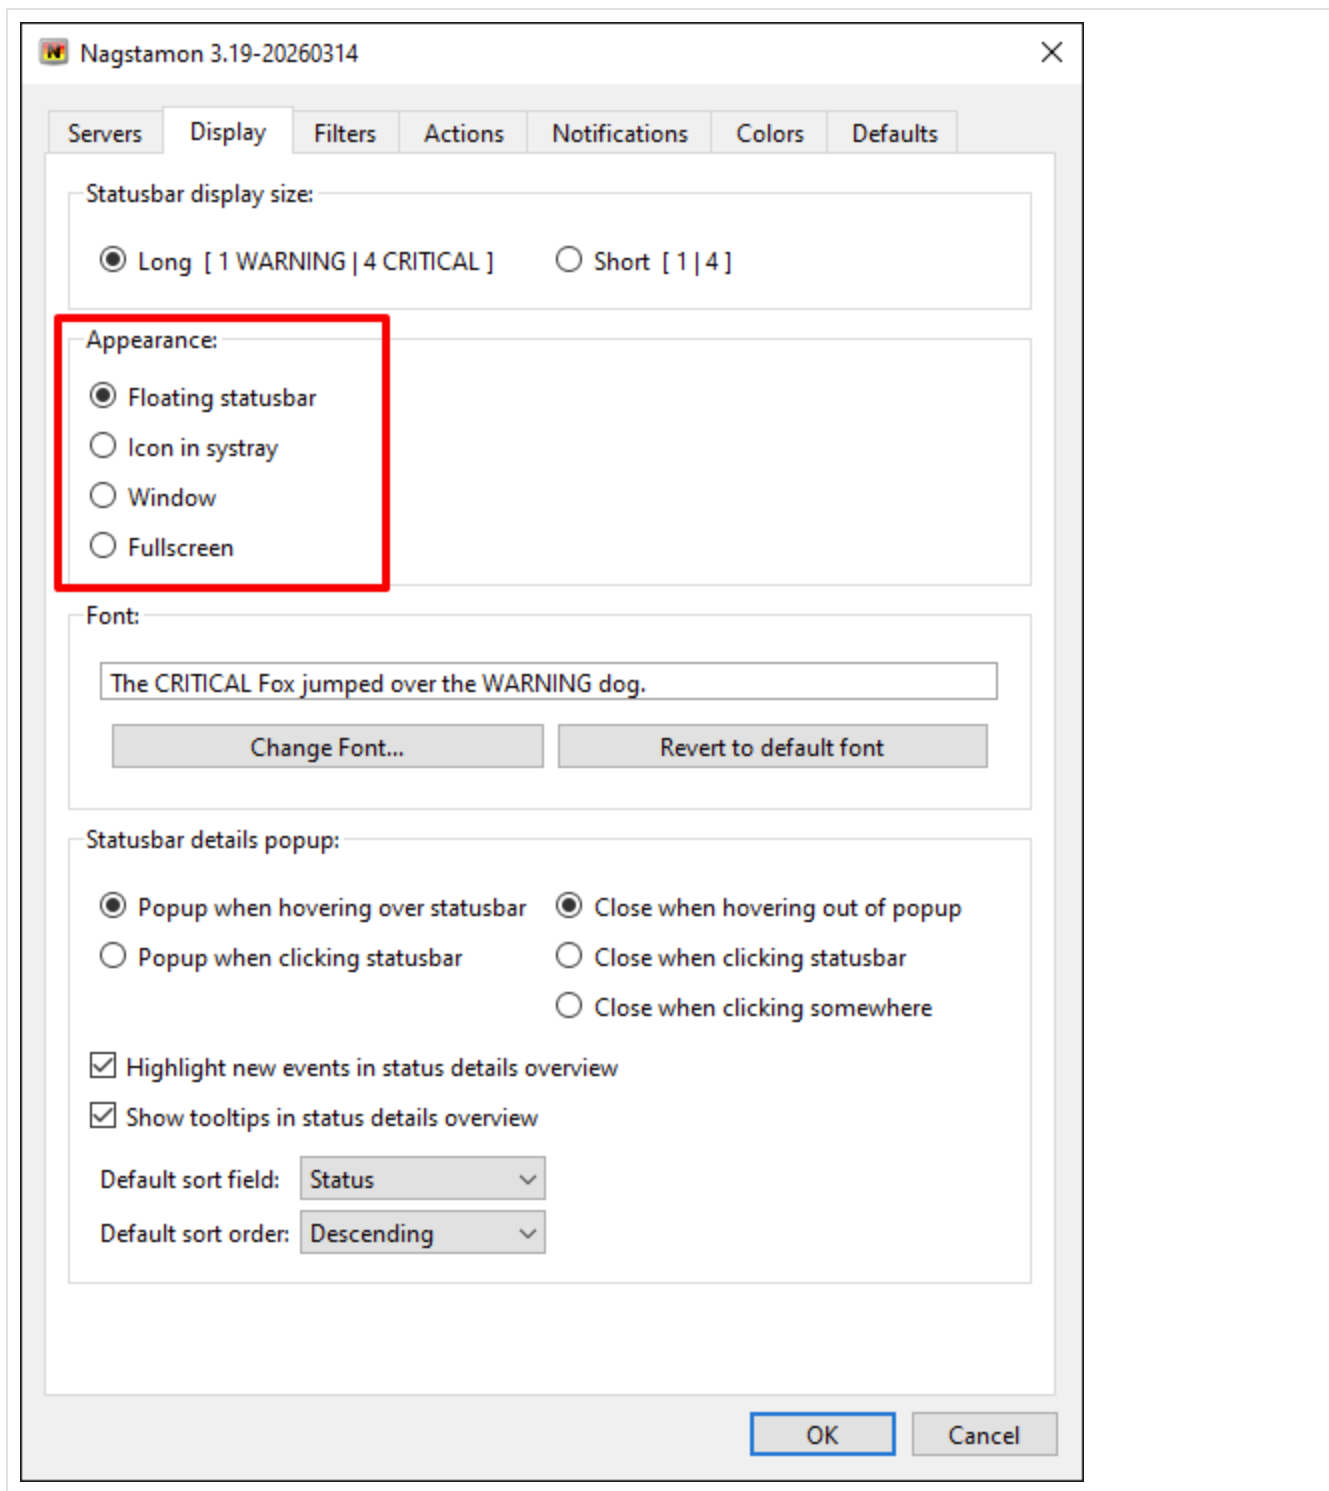 Nagstamon 3.19-20260314
Servers Display Filters Actions Notifications Colors Defaults
Statusbar display size:
Long [ 1 WARNING | 4 CRITICAL ] Short [ 1 | 4 ]
Appearance:
Floating statusbar
Icon in systray
Window
Fullscreen
Font:
The CRITICAL Fox jumped over the WARNING dog.
Change Font... Revert to default font
Statusbar details popup:
Popup when hovering over statusbar Close when hovering out of popup
Popup when clicking statusbar Close when clicking statusbar
Close when clicking somewhere
Highlight new events in status details overview
Show tooltips in status details overview
Default sort field: Status
Default sort order: Descending
OK Cancel